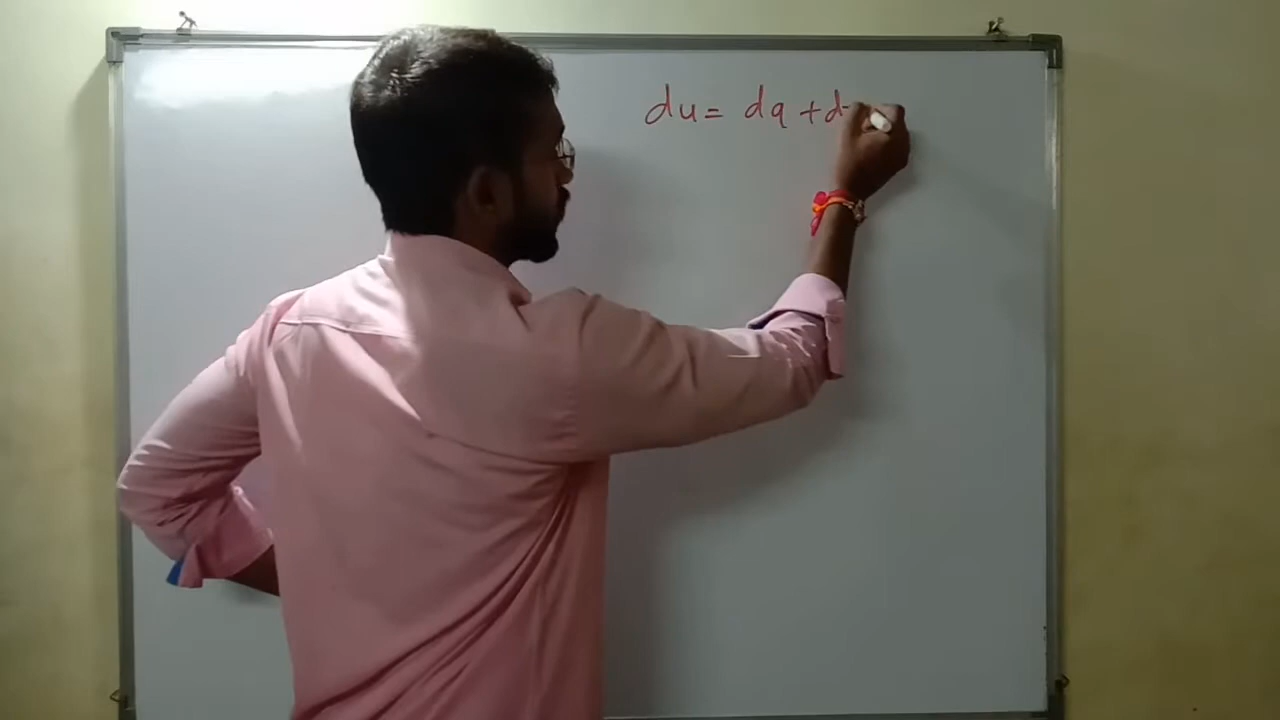 du = dq + d